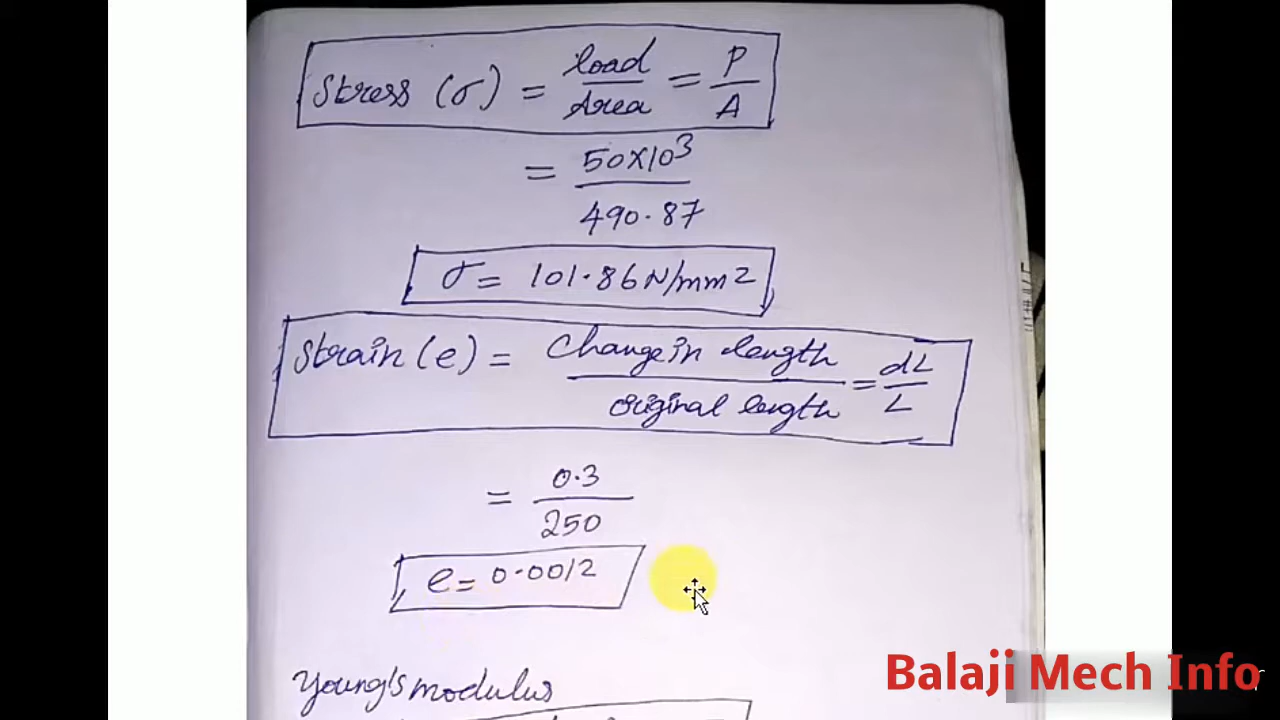 Stress (σ) = load / Area = P / A
= 50×10³ / 490.87
σ = 101.86 N/mm2
Strain (e) = Change in length / original length = dL / L
= 0.3 / 250
e = 0.0012
Young's modulus
Balaji Mech Info